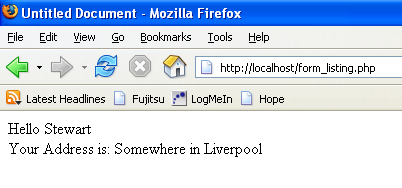 Untitled Document - Mozilla Firefox
File Edit View Go Bookmarks Tools Help
http://localhost/form_listing.php
Latest Headlines Fujitsu LogMeIn Hope
Hello Stewart
Your Address is: Somewhere in Liverpool